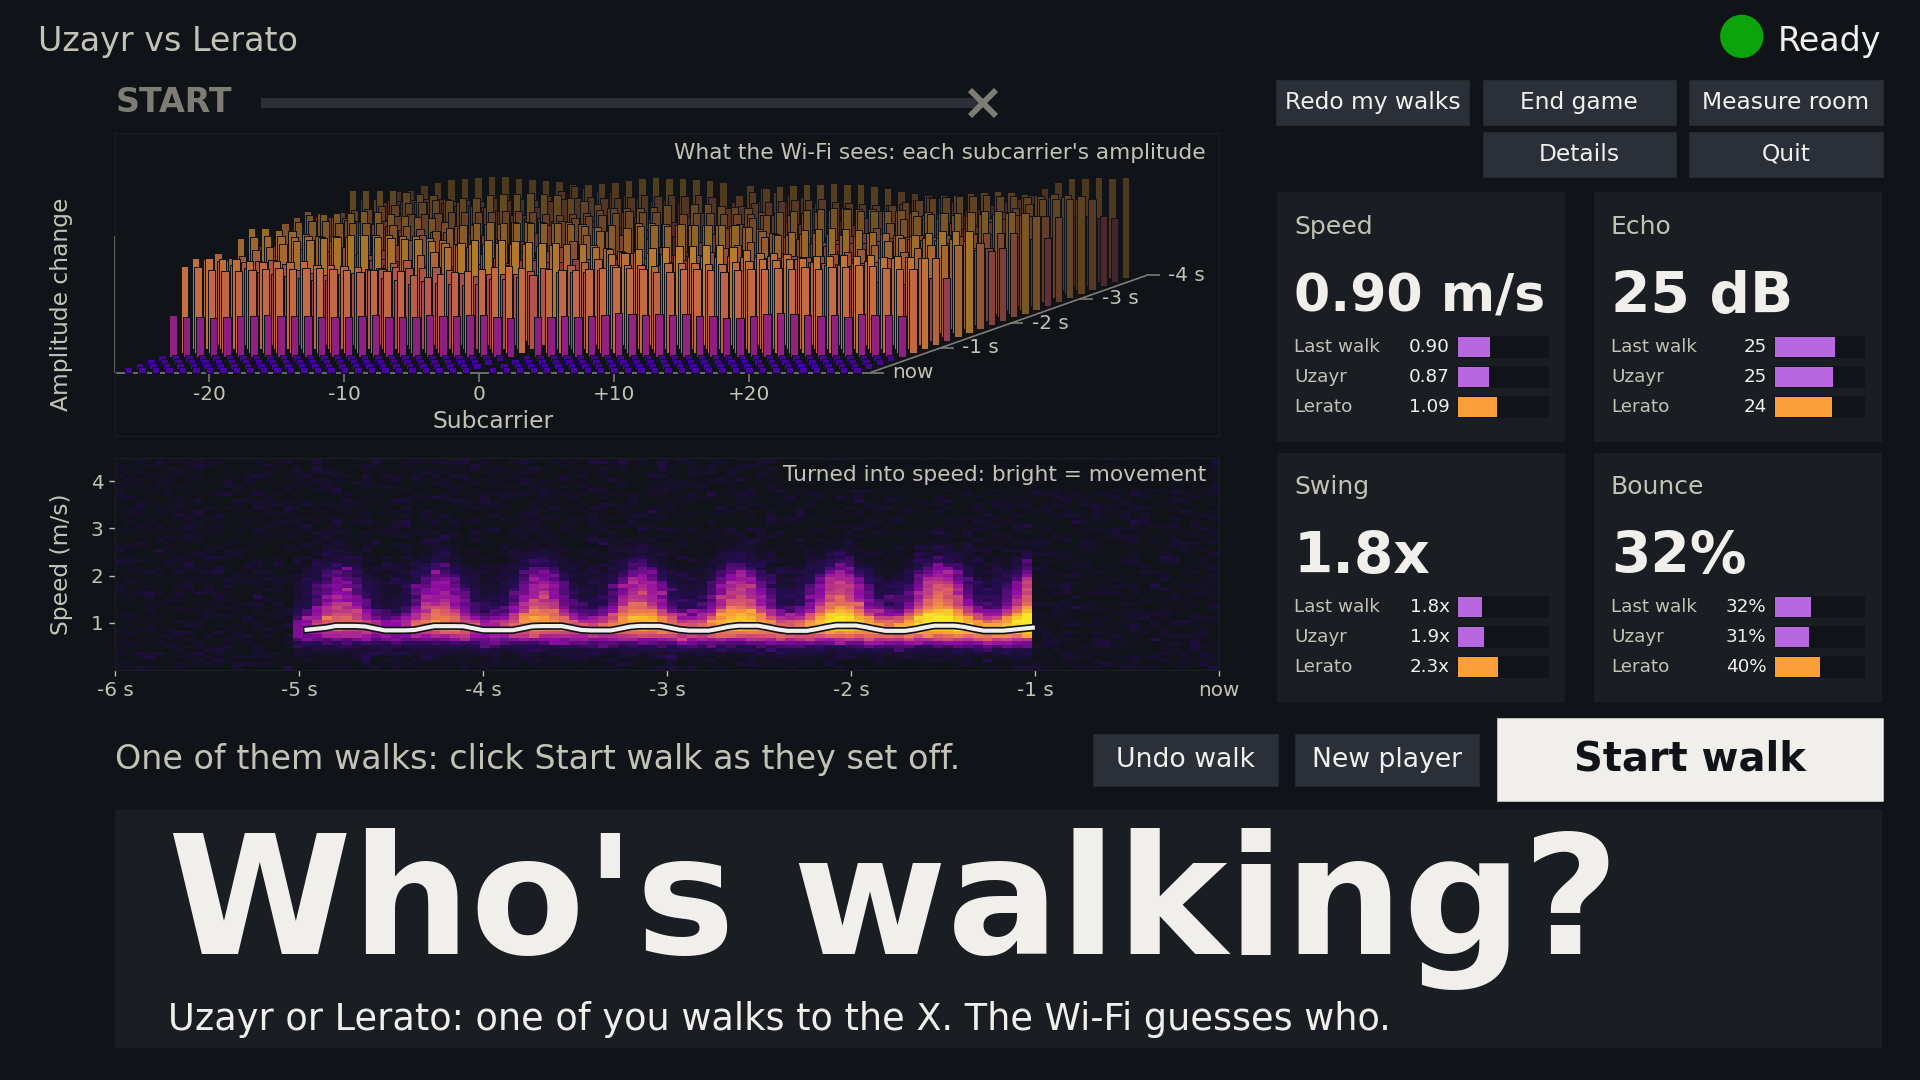 Uzayr vs Lerato
Ready
START
Redo my walks
End game
Measure room
Details
Quit
What the Wi-Fi sees: each subcarrier's amplitude
Amplitude change
-4 s
-3 s
-2 s
-1 s
now
-20
-10
0
+10
+20
Subcarrier
Speed
0.90 m/s
Last walk 0.90
Uzayr 0.87
Lerato 1.09
Echo
25 dB
Last walk 25
Uzayr 25
Lerato 24
Turned into speed: bright = movement
Speed (m/s)
4
3
2
1
-6 s
-5 s
-4 s
-3 s
-2 s
-1 s
now
Swing
1.8x
Last walk 1.8x
Uzayr 1.9x
Lerato 2.3x
Bounce
32%
Last walk 32%
Uzayr 31%
Lerato 40%
One of them walks: click Start walk as they set off.
Undo walk
New player
Start walk
Who's walking?
Uzayr or Lerato: one of you walks to the X. The Wi-Fi guesses who.